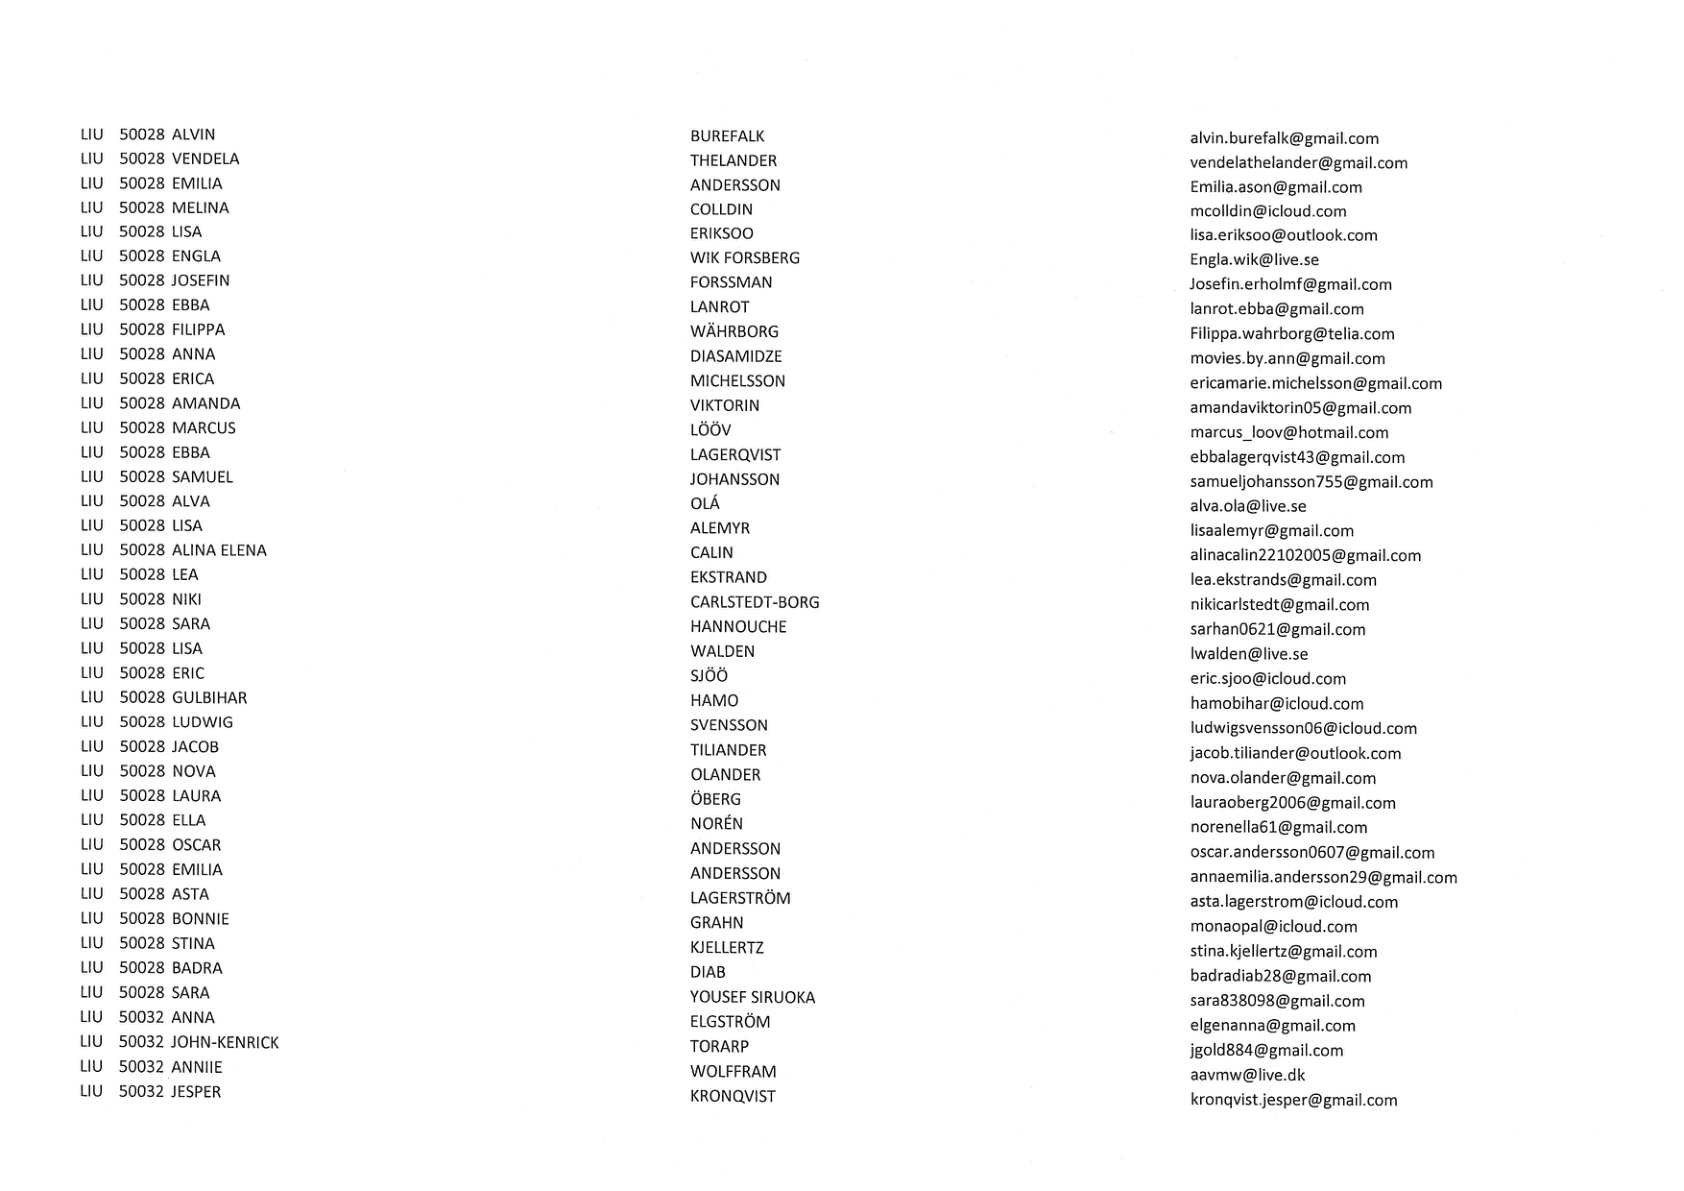 LIU 50028 ALVIN BUREFALK alvin.burefalk@gmail.com
LIU 50028 VENDELA THELANDER vendelathelander@gmail.com
LIU 50028 EMILIA ANDERSSON Emilia.ason@gmail.com
LIU 50028 MELINA COLLDIN mcolldin@icloud.com
LIU 50028 LISA ERIKSOO lisa.eriksoo@outlook.com
LIU 50028 ENGLA WIK FORSBERG Engla.wik@live.se
LIU 50028 JOSEFIN FORSSMAN Josefin.erholmf@gmail.com
LIU 50028 EBBA LANROT lanrot.ebba@gmail.com
LIU 50028 FILIPPA WÄHRBORG Filippa.wahrborg@telia.com
LIU 50028 ANNA DIASAMIDZE movies.by.ann@gmail.com
LIU 50028 ERICA MICHELSSON ericamarie.michelsson@gmail.com
LIU 50028 AMANDA VIKTORIN amandaviktorin05@gmail.com
LIU 50028 MARCUS LÖÖV marcus_loov@hotmail.com
LIU 50028 EBBA LAGERQVIST ebbalagerqvist43@gmail.com
LIU 50028 SAMUEL JOHANSSON samueljohansson755@gmail.com
LIU 50028 ALVA OLÁ alva.ola@live.se
LIU 50028 LISA ALEMYR lisaalemyr@gmail.com
LIU 50028 ALINA ELENA CALIN alinacalin22102005@gmail.com
LIU 50028 LEA EKSTRAND lea.ekstrands@gmail.com
LIU 50028 NIKI CARLSTEDT-BORG nikicarlstedt@gmail.com
LIU 50028 SARA HANNOUCHE sarhan0621@gmail.com
LIU 50028 LISA WALDEN lwalden@live.se
LIU 50028 ERIC SJÖÖ eric.sjoo@icloud.com
LIU 50028 GULBIHAR HAMO hamobihar@icloud.com
LIU 50028 LUDWIG SVENSSON ludwigsvensson06@icloud.com
LIU 50028 JACOB TILIANDER jacob.tiliander@outlook.com
LIU 50028 NOVA OLANDER nova.olander@gmail.com
LIU 50028 LAURA ÖBERG lauraoberg2006@gmail.com
LIU 50028 ELLA NORÉN norenella61@gmail.com
LIU 50028 OSCAR ANDERSSON oscar.andersson0607@gmail.com
LIU 50028 EMILIA ANDERSSON annaemilia.andersson29@gmail.com
LIU 50028 ASTA LAGERSTRÖM asta.lagerstrom@icloud.com
LIU 50028 BONNIE GRAHN monaopal@icloud.com
LIU 50028 STINA KJELLERTZ stina.kjellertz@gmail.com
LIU 50028 BADRA DIAB badradiab28@gmail.com
LIU 50028 SARA YOUSEF SIRUOKA sara838098@gmail.com
LIU 50032 ANNA ELGSTRÖM elgenanna@gmail.com
LIU 50032 JOHN-KENRICK TORARP jgold884@gmail.com
LIU 50032 ANNIIE WOLFFRAM aavmw@live.dk
LIU 50032 JESPER KRONQVIST kronqvist.jesper@gmail.com